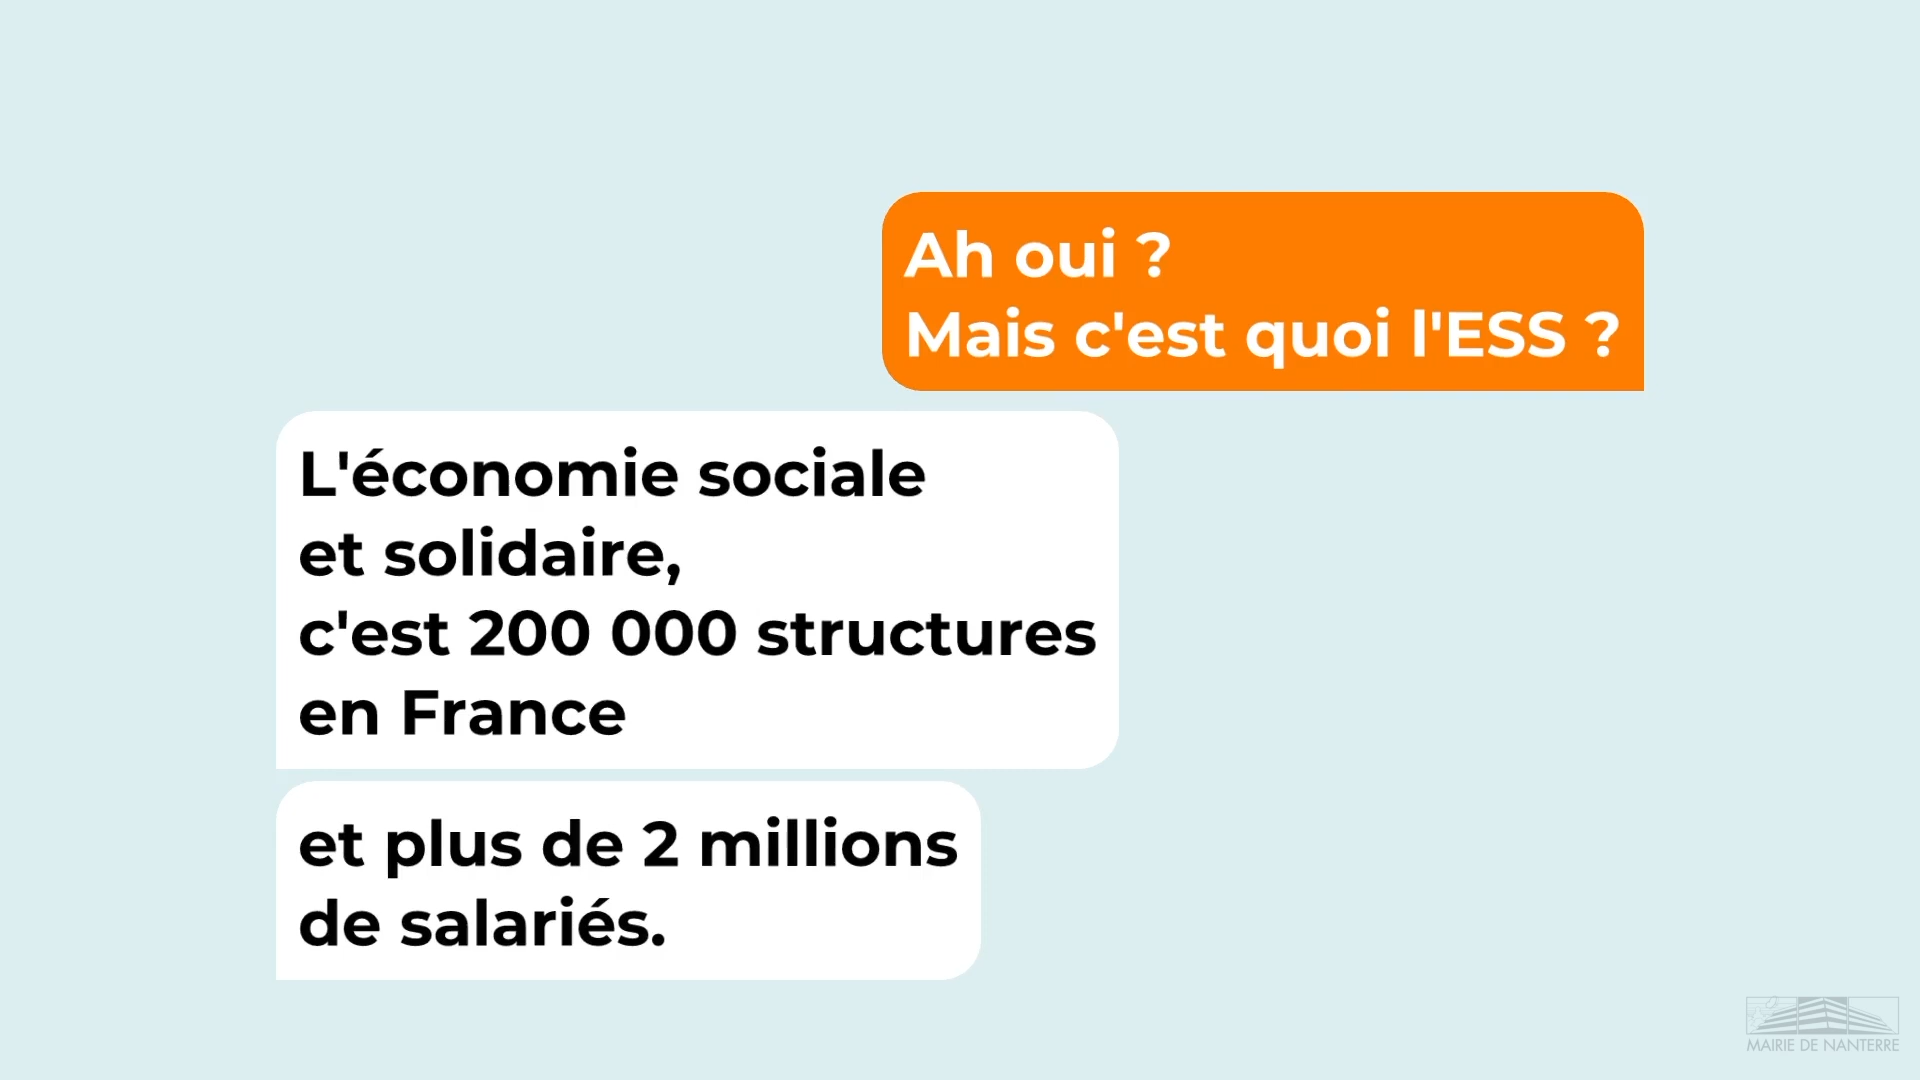 Ah oui ?
Mais c'est quoi l'ESS ?
L'économie sociale
et solidaire,
c'est 200 000 structures
en France
et plus de 2 millions
de salariés.
MAIRIE DE NANTERRE